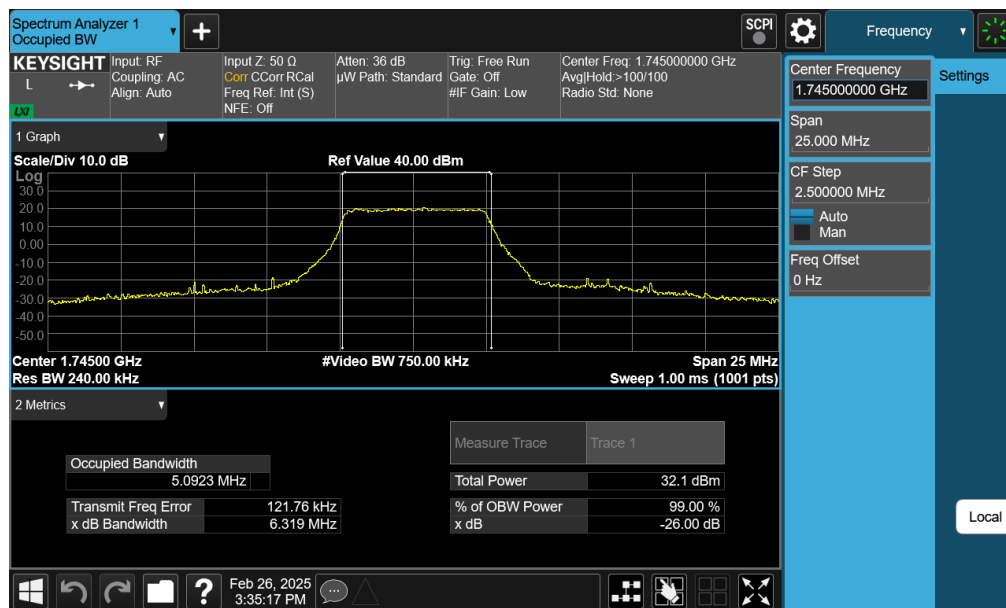 Spectrum Analyzer 1
Occupied BW
SCPI
Frequency
KEYSIGHT
L
LXI
Input: RF
Coupling: AC
Align: Auto
Input Z: 50 Ω
Corr CCorr RCal
Freq Ref: Int (S)
NFE: Off
Atten: 36 dB
µW Path: Standard
Trig: Free Run
Gate: Off
#IF Gain: Low
Center Freq: 1.745000000 GHz
Avg|Hold:>100/100
Radio Std: None
Center Frequency
1.745000000 GHz
Settings
Span
25.000 MHz
CF Step
2.500000 MHz
Auto
Man
Freq Offset
0 Hz
1 Graph
Scale/Div 10.0 dB
Ref Value 40.00 dBm
Log
30.0
20.0
10.0
0.00
-10.0
-20.0
-30.0
-40.0
-50.0
Center 1.74500 GHz
#Video BW 750.00 kHz
Span 25 MHz
Res BW 240.00 kHz
Sweep 1.00 ms (1001 pts)
2 Metrics
Measure Trace
Trace 1
Occupied Bandwidth
5.0923 MHz
Total Power
32.1 dBm
Transmit Freq Error
121.76 kHz
% of OBW Power
99.00 %
x dB Bandwidth
6.319 MHz
x dB
-26.00 dB
Local
?
Feb 26, 2025
3:35:17 PM